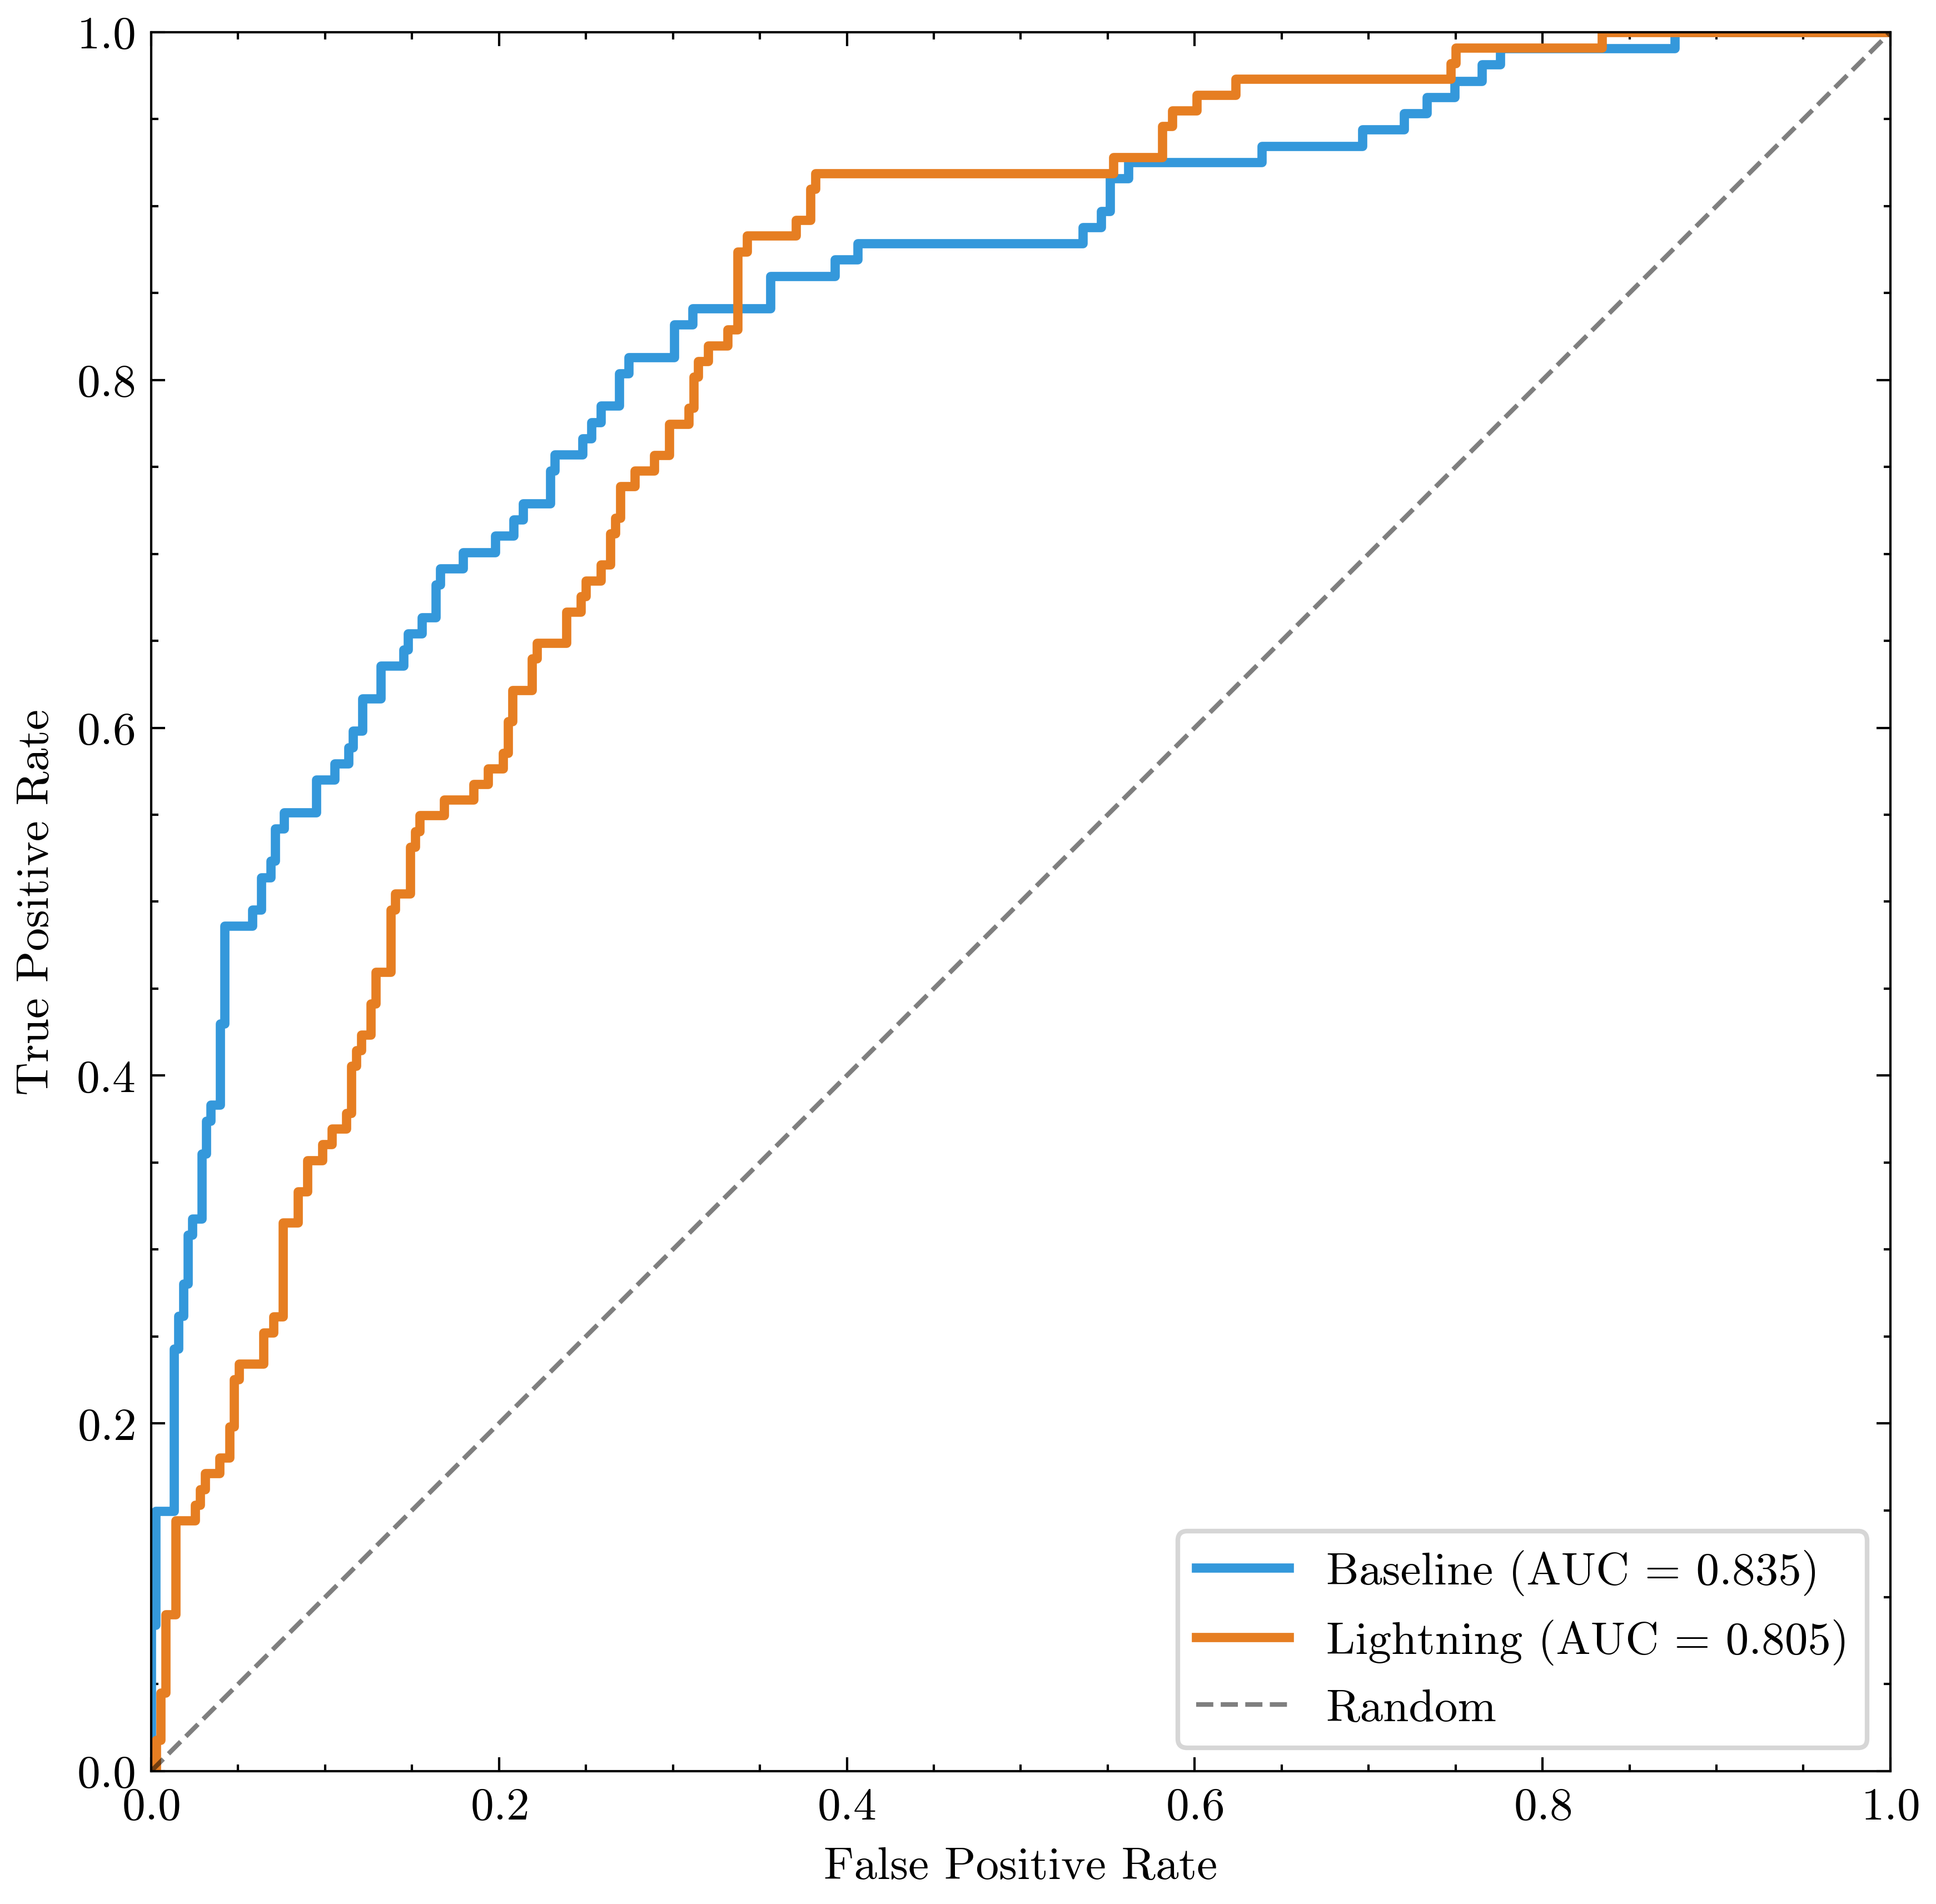 1.0
0.8
0.6
0.4
0.2
0.0
True Positive Rate
0.0 0.2 0.4 0.6 0.8 1.0
False Positive Rate
Baseline (AUC = 0.835)
Lightning (AUC = 0.805)
Random